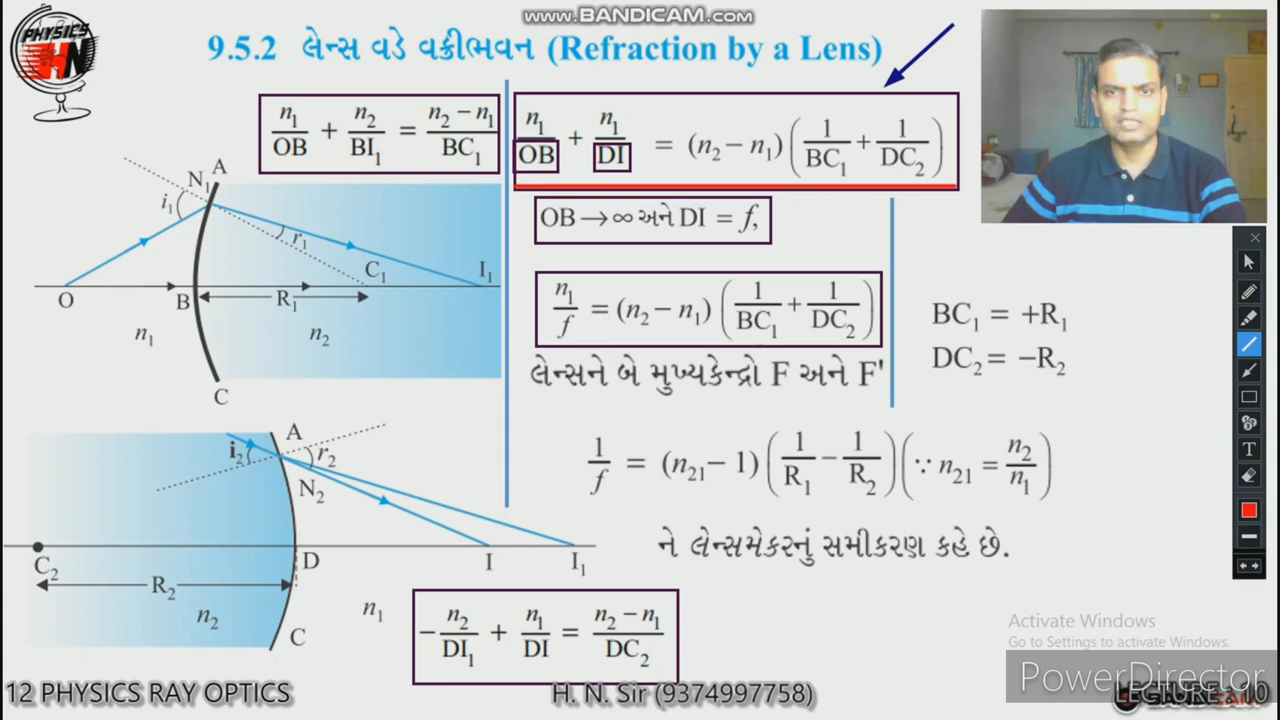 www.BANDICAM.com
PHYSICS
HN
9.5.2 લેન્સ વડે વક્રીભવન (Refraction by a Lens)
n₁/OB + n₂/BI₁ = (n₂ − n₁)/BC₁
n₁/OB + n₁/DI = (n₂ − n₁) (1/BC₁ + 1/DC₂)
OB → ∞ અને DI = f,
n₁/f = (n₂ − n₁) (1/BC₁ + 1/DC₂)
BC₁ = +R₁
DC₂ = −R₂
લેન્સને બે મુખ્યકેન્દ્રો F અને F'
1/f = (n₂₁ − 1) (1/R₁ − 1/R₂) (∵ n₂₁ = n₂/n₁)
ને લેન્સમેકરનું સમીકરણ કહે છે.
A
N₁
i₁
r₁
C₁
I₁
O
B
R₁
n₁
n₂
C
A
i₂
r₂
N₂
C₂
D
I
I₁
R₂
n₂
n₁
C
−n₂/DI₁ + n₁/DI = (n₂ − n₁)/DC₂
Activate Windows
Go to Settings to activate Windows.
PowerDirector
12 PHYSICS RAY OPTICS
H. N. Sir (9374997758)
LECTURE : 10